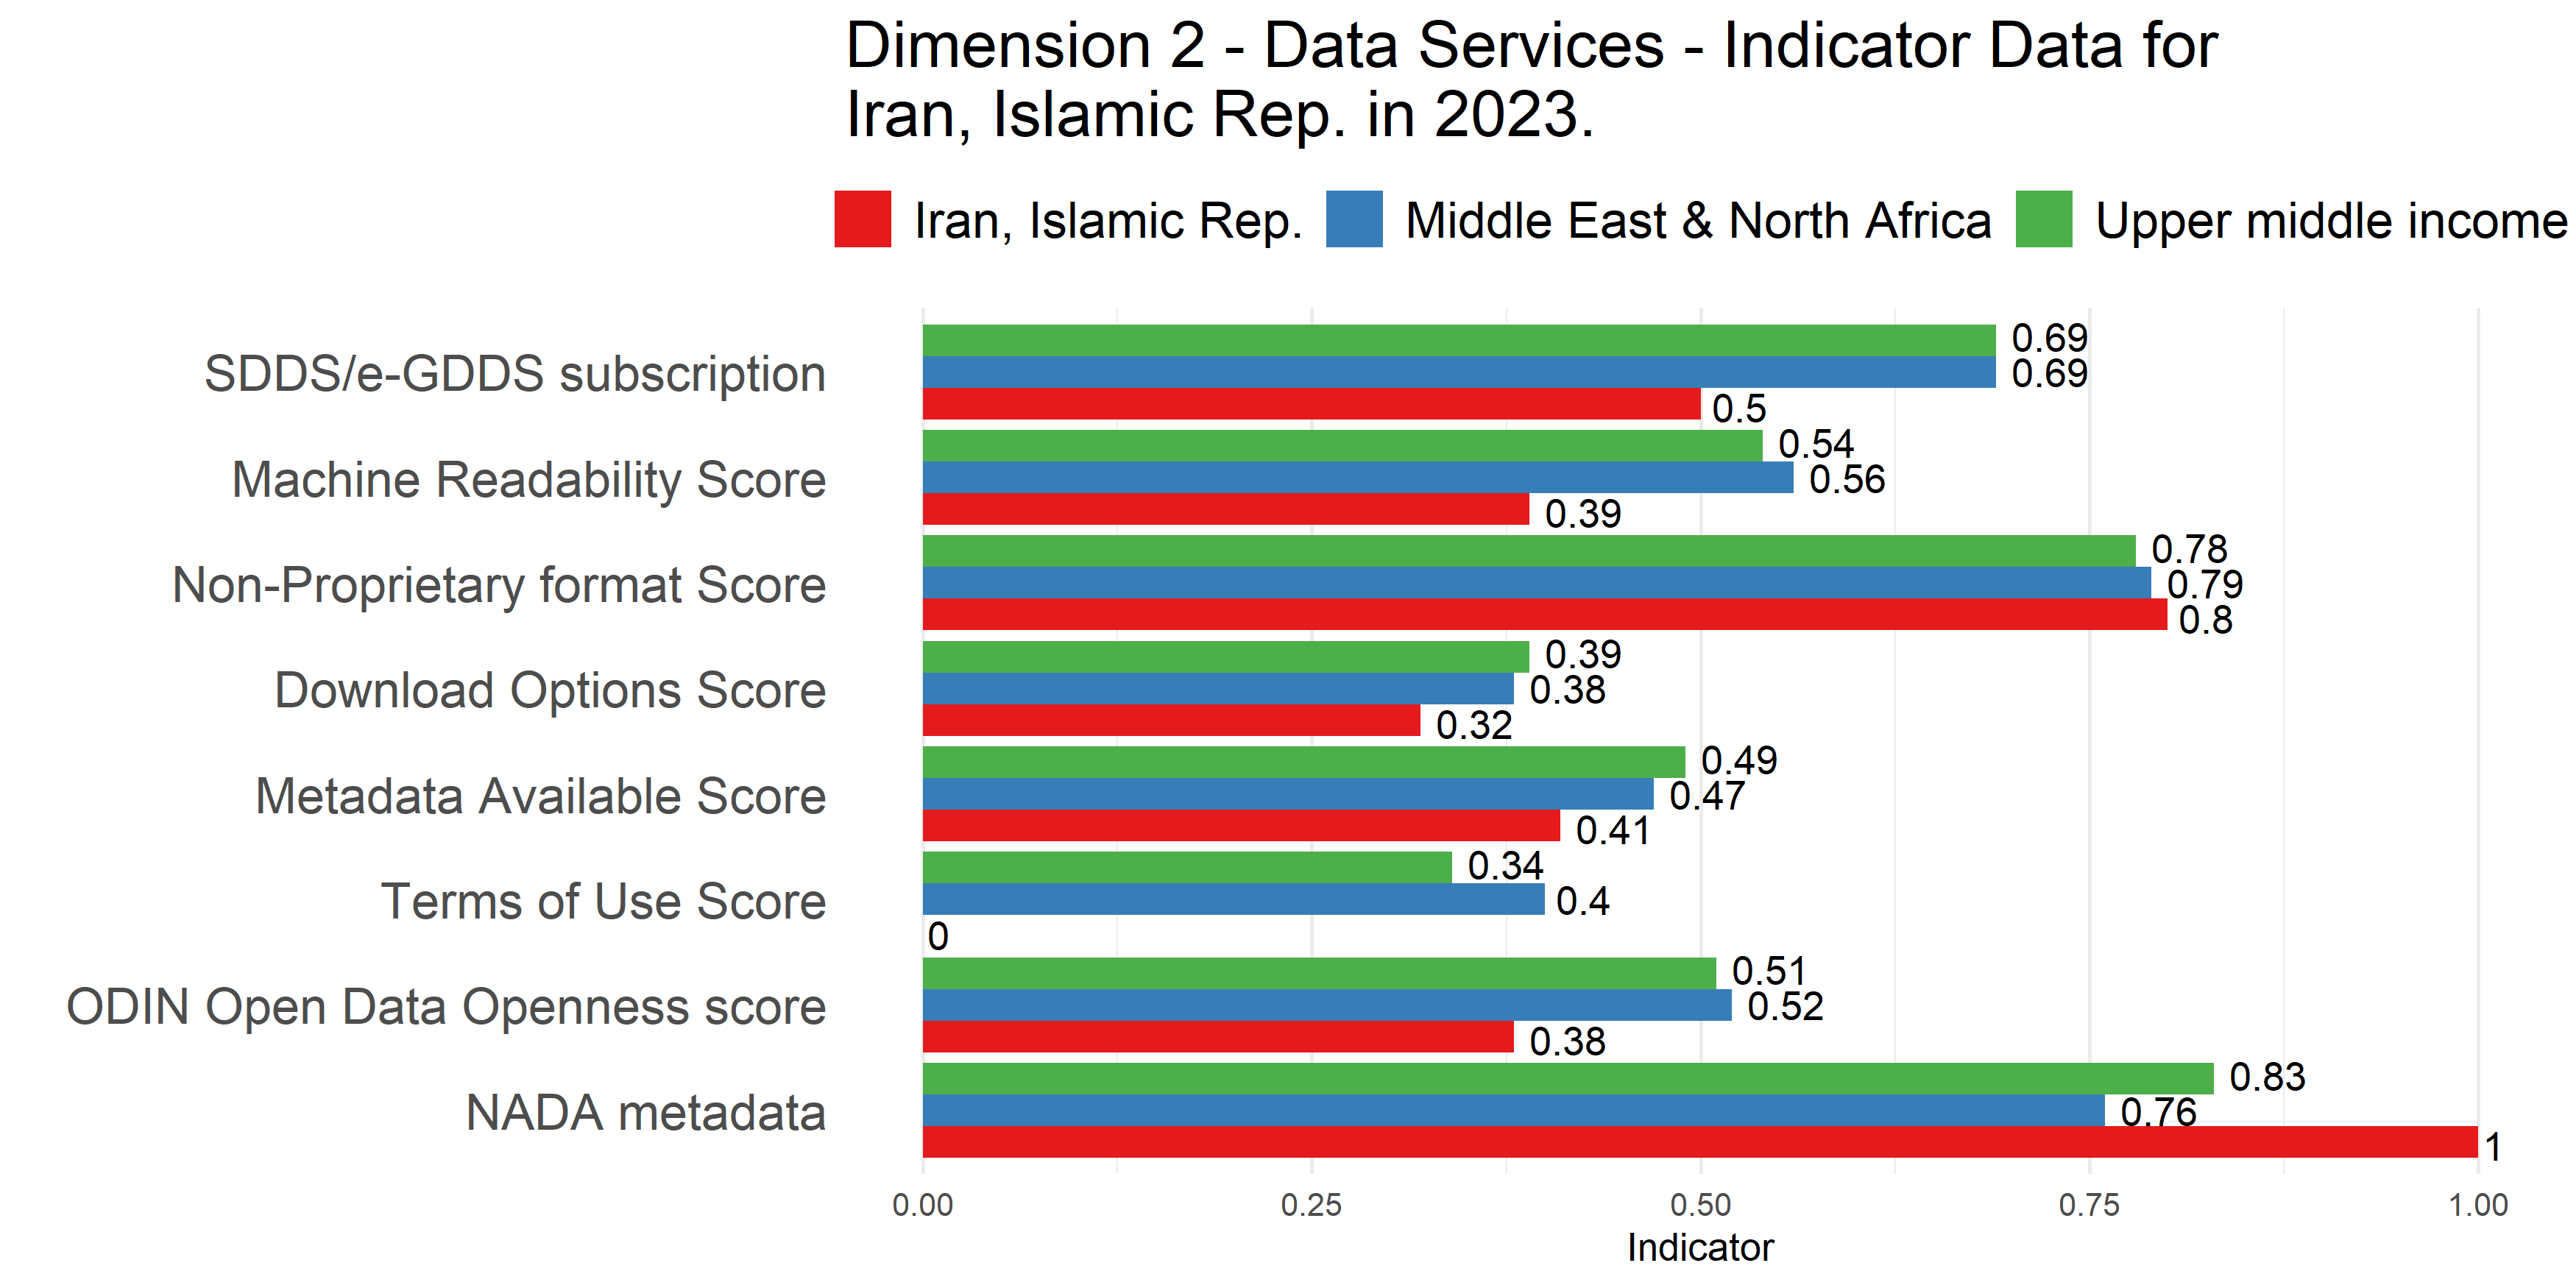 Dimension 2 - Data Services - Indicator Data for
Iran, Islamic Rep. in 2023.
Iran, Islamic Rep. Middle East & North Africa Upper middle income
SDDS/e-GDDS subscription
0.69
0.69
0.5
Machine Readability Score
0.54
0.56
0.39
Non-Proprietary format Score
0.78
0.79
0.8
Download Options Score
0.39
0.38
0.32
Metadata Available Score
0.49
0.47
0.41
Terms of Use Score
0.34
0.4
0
ODIN Open Data Openness score
0.51
0.52
0.38
NADA metadata
0.83
0.76
1
0.00 0.25 0.50 0.75 1.00
Indicator